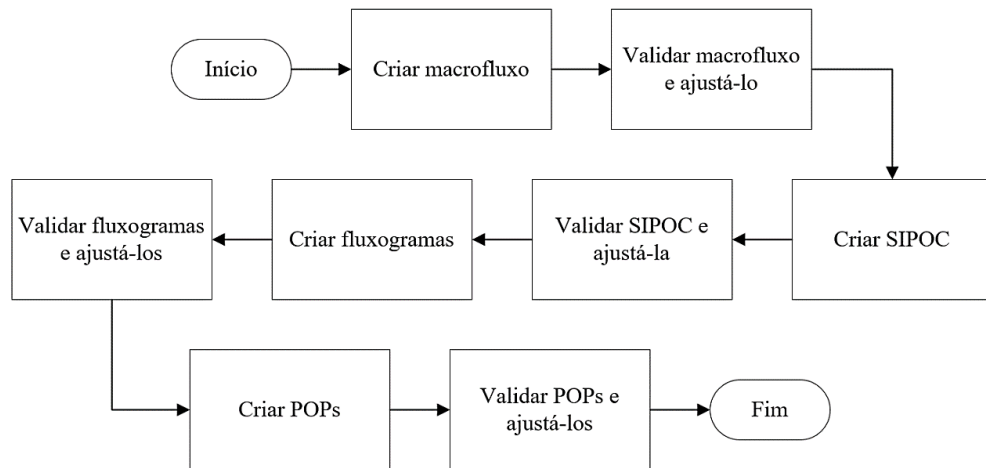 Início
Criar macrofluxo
Validar macrofluxo
e ajustá-lo
Criar SIPOC
Validar SIPOC e
ajustá-la
Criar fluxogramas
Validar fluxogramas
e ajustá-los
Criar POPs
Validar POPs e
ajustá-los
Fim